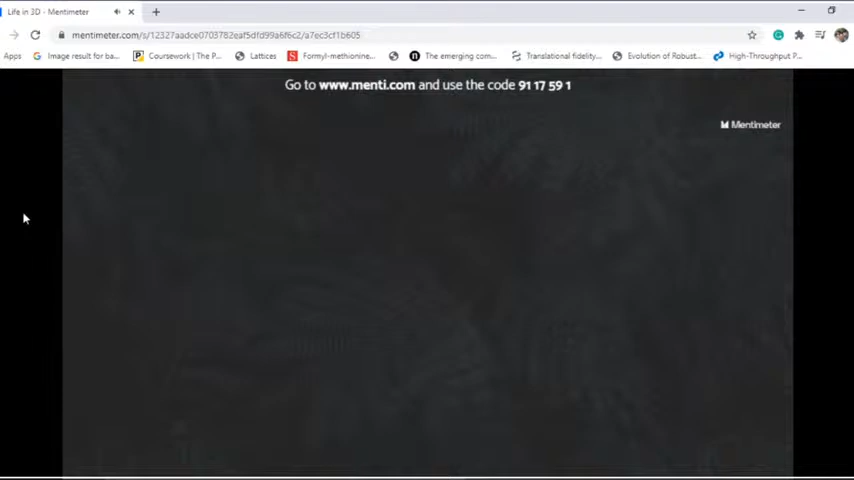 Life in 3D - Mentimeter
mentimeter.com/s/12327aadce0703782eaf5dfd99a6f6c2/a7ec3cf1b605
Apps Image result for ba... Coursework | The P... Lattices Formyl-methionine... The emerging com... Translational fidelity... Evolution of Robust... High-Throughput P...
Go to www.menti.com and use the code 91 17 59 1
Mentimeter